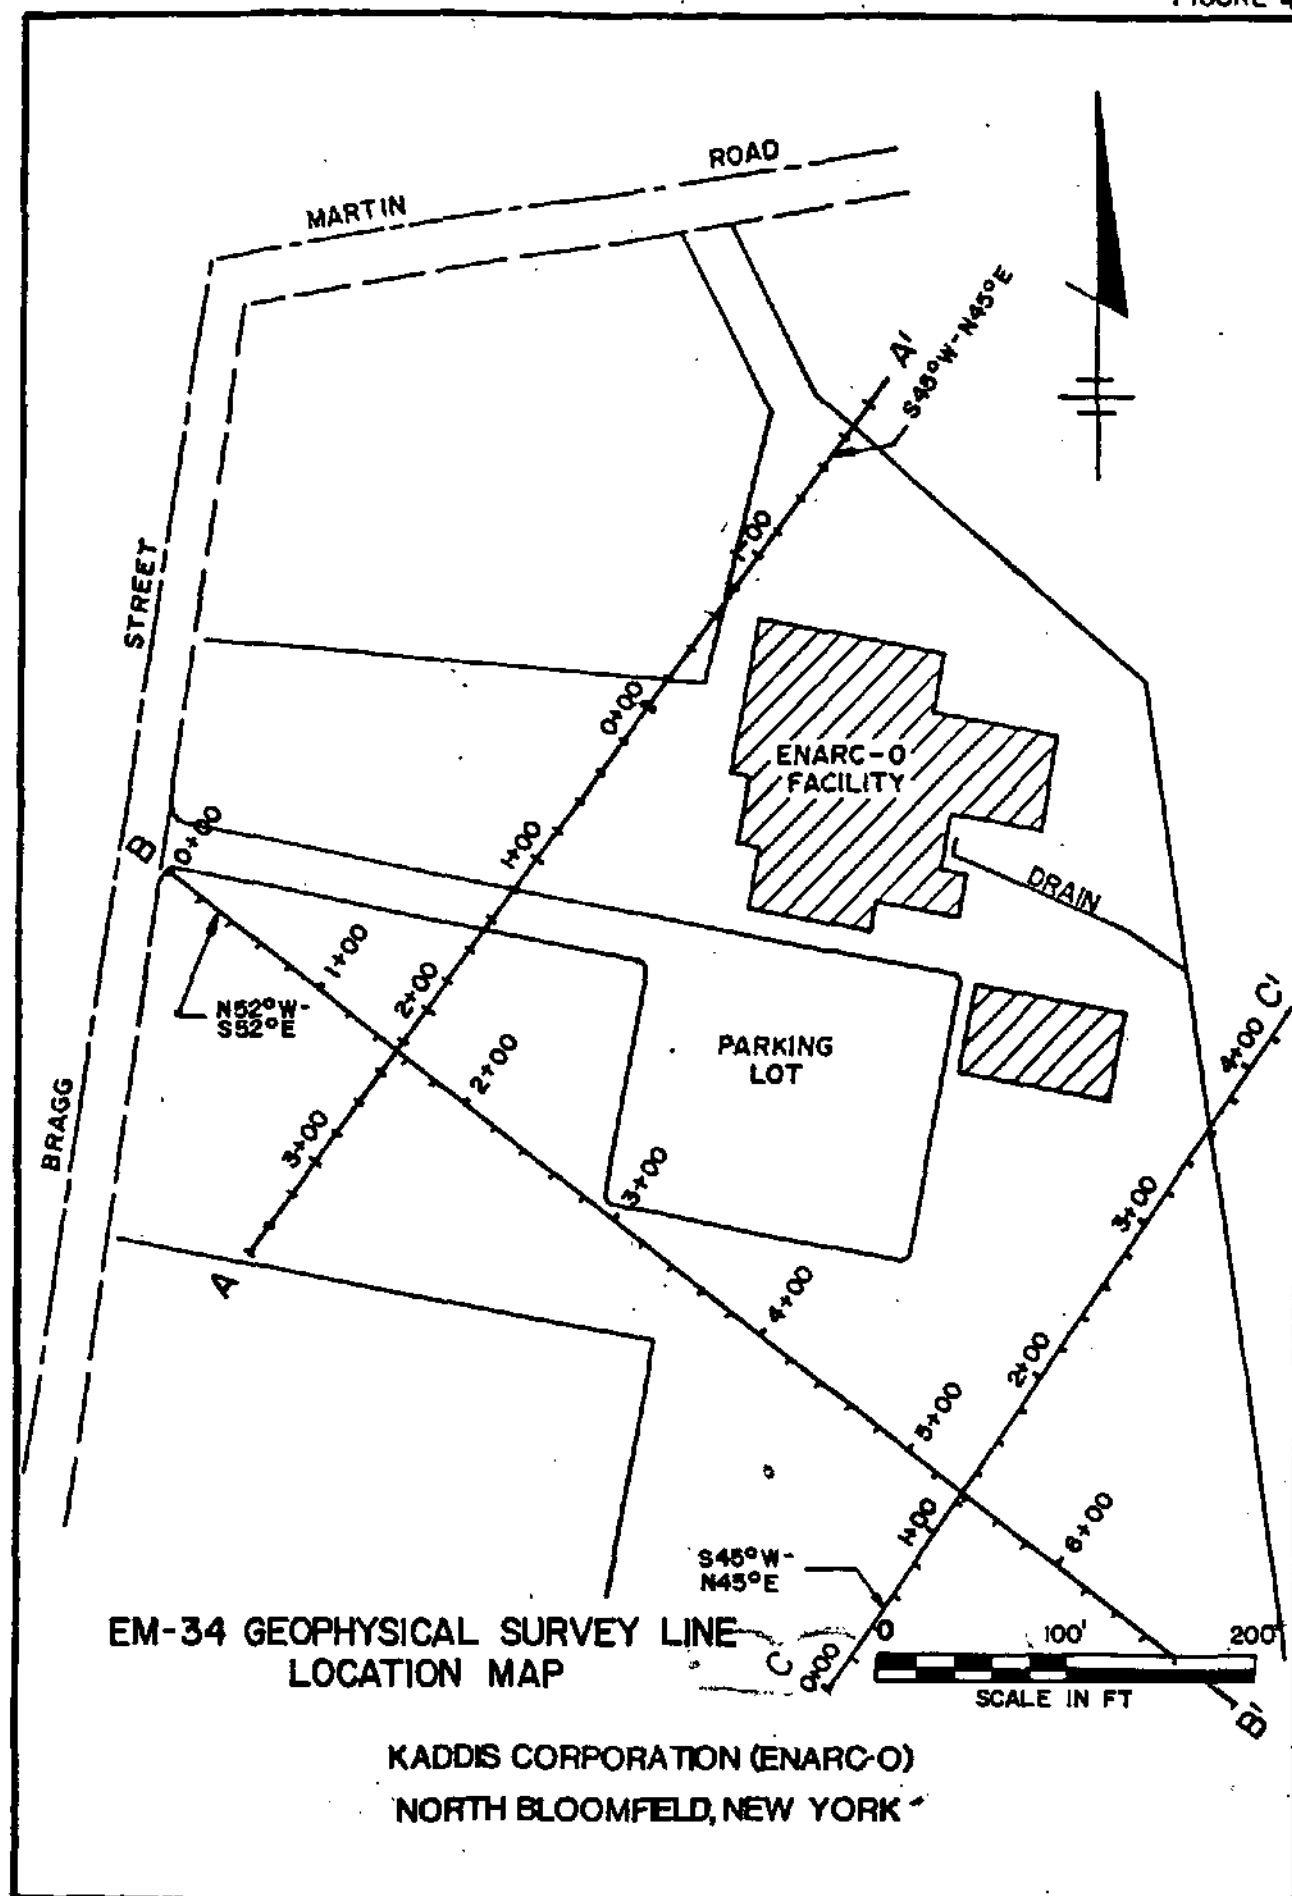 FIGURE 4
MARTIN ROAD
BRAGG STREET
A'
S45°W-N45°E
1-00
0+00
1+00
2+00
3+00
A
B
0+00
1+00
2+00
3+00
4+00
5+00
6+00
B'
N52°W-
S52°E
ENARC-O
FACILITY
DRAIN
PARKING
LOT
C'
4+00
3+00
2+00
1+00
0+00
C
S45°W-
N45°E
0 100' 200'
SCALE IN FT
EM-34 GEOPHYSICAL SURVEY LINE
LOCATION MAP
KADDIS CORPORATION (ENARC-O)
NORTH BLOOMFIELD, NEW YORK